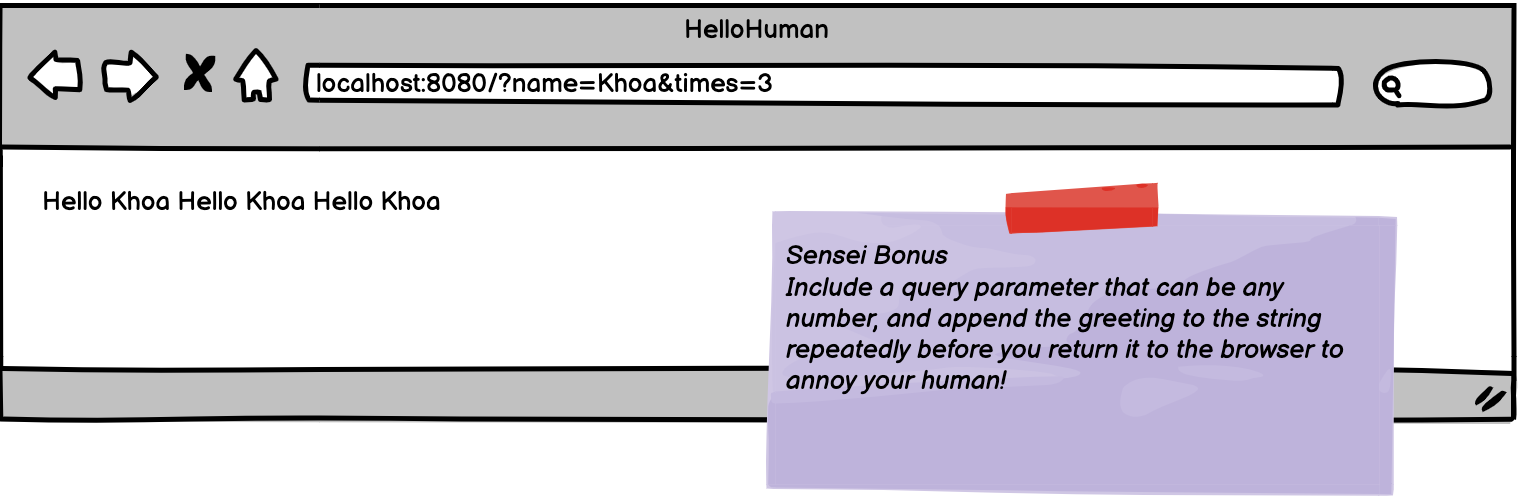 HelloHuman
localhost:8080/?name=Khoa&times=3
Hello Khoa Hello Khoa Hello Khoa
Sensei Bonus
Include a query parameter that can be any
number, and append the greeting to the string
repeatedly before you return it to the browser to
annoy your human!